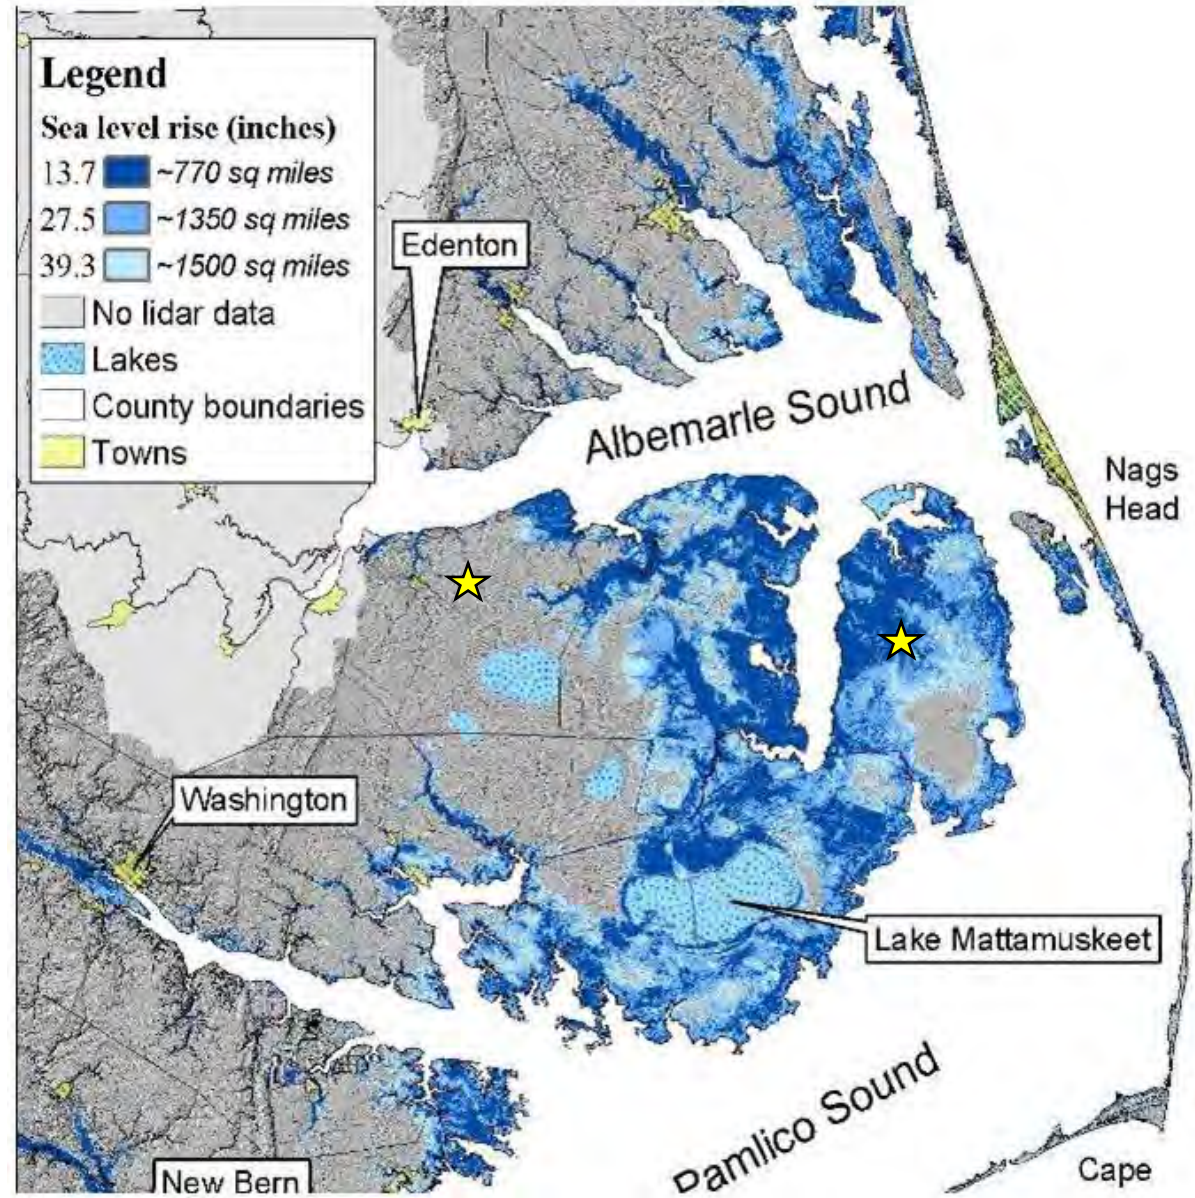 Legend
Sea level rise (inches)
13.7 ~770 sq miles
27.5 ~1350 sq miles
39.3 ~1500 sq miles
No lidar data
Lakes
County boundaries
Towns
Edenton
Albemarle Sound
Nags
Head
Washington
Lake Mattamuskeet
Pamlico Sound
New Bern
Cape